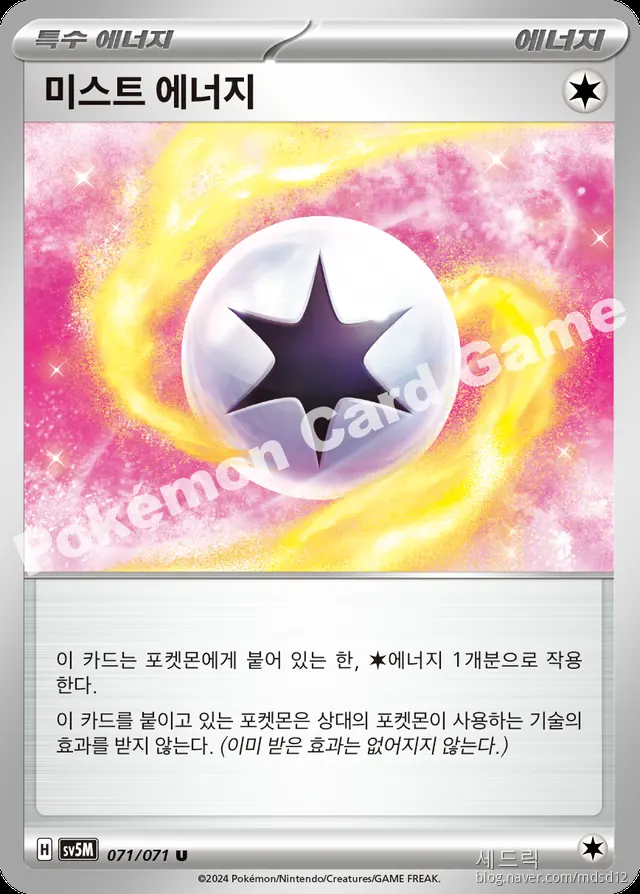 특수 에너지
에너지
미스트 에너지
Pokémon Card Game
이 카드는 포켓몬에게 붙어 있는 한, ✶에너지 1개분으로 작용
한다.
이 카드를 붙이고 있는 포켓몬은 상대의 포켓몬이 사용하는 기술의
효과를 받지 않는다. (이미 받은 효과는 없어지지 않는다.)
H SV5M 071/071 U
세드릭
blog.naver.com/mdsd12
©2024 Pokémon/Nintendo/Creatures/GAME FREAK.